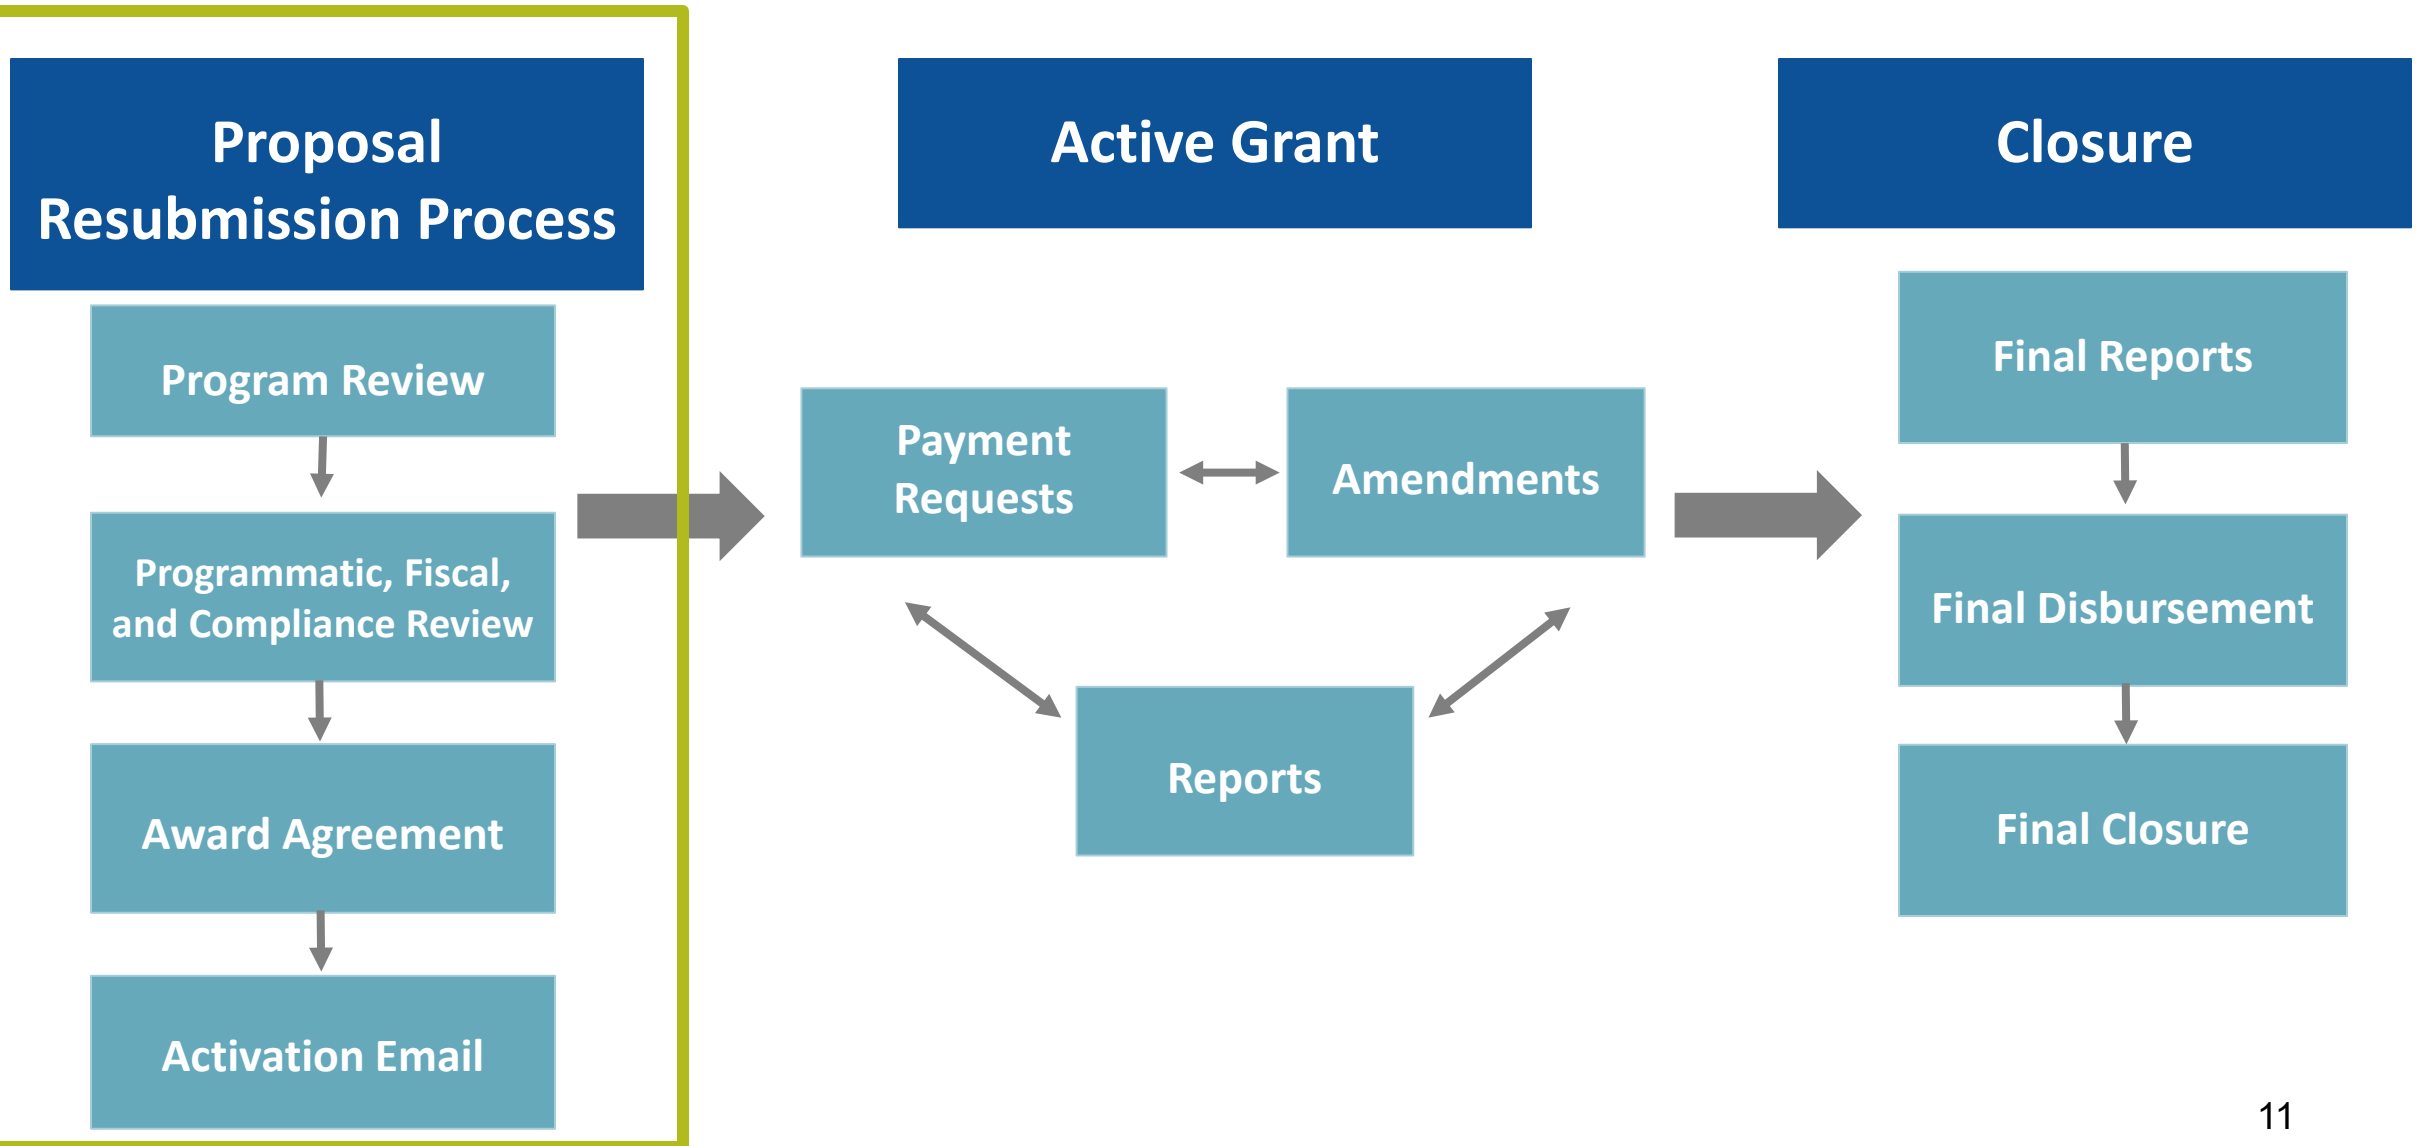 Proposal
Resubmission Process
Program Review
Programmatic, Fiscal,
and Compliance Review
Award Agreement
Activation Email
Active Grant
Payment
Requests
Amendments
Reports
Closure
Final Reports
Final Disbursement
Final Closure
11